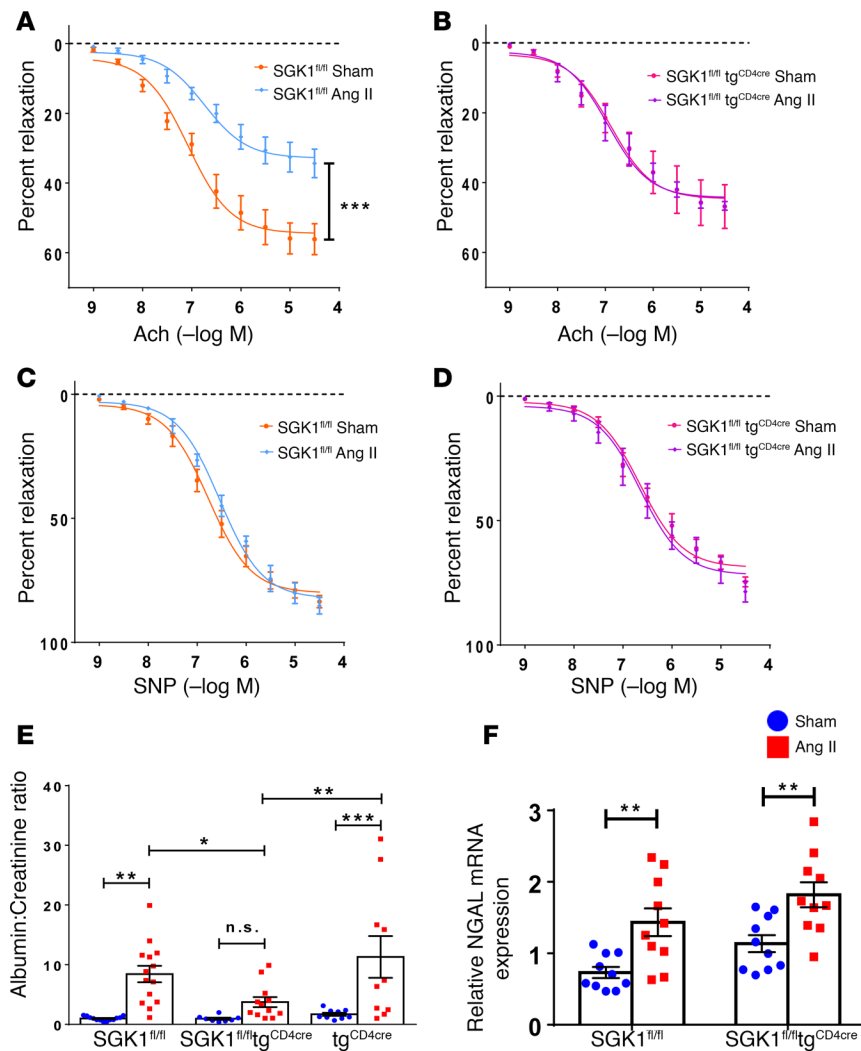 A
0
20
40
60
Percent relaxation
SGK1fl/fl Sham
SGK1fl/fl Ang II
***
9 8 7 6 5 4
Ach (–log M)
B
0
20
40
60
Percent relaxation
SGK1fl/fl tgCD4cre Sham
SGK1fl/fl tgCD4cre Ang II
9 8 7 6 5 4
Ach (–log M)
C
0
50
100
Percent relaxation
SGK1fl/fl Sham
SGK1fl/fl Ang II
9 8 7 6 5 4
SNP (–log M)
D
0
50
100
Percent relaxation
SGK1fl/fl tgCD4cre Sham
SGK1fl/fl tgCD4cre Ang II
9 8 7 6 5 4
SNP (–log M)
E
Albumin:Creatinine ratio
40
30
20
10
0
**
*
n.s.
**
***
SGK1fl/fl SGK1fl/fltgCD4cre tgCD4cre
F
Sham
Ang II
Relative NGAL mRNA
expression
3
2
1
0
**
**
SGK1fl/fl SGK1fl/fltgCD4cre